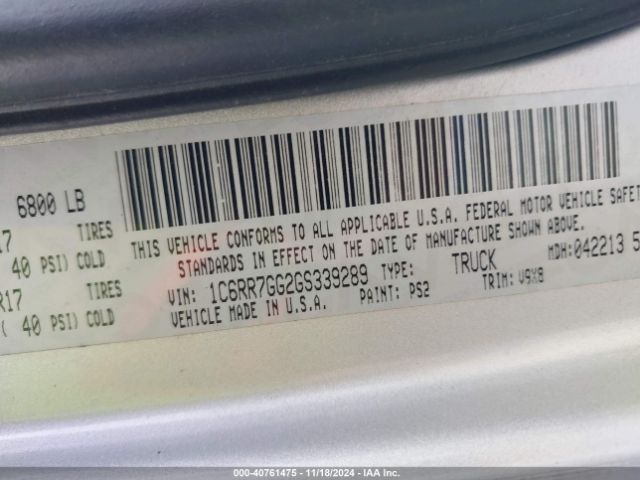 6800 LB
17 TIRES
40 PSI) COLD
R17 TIRES
( 40 PSI) COLD
THIS VEHICLE CONFORMS TO ALL APPLICABLE U.S.A. FEDERAL MOTOR VEHICLE SAFET
STANDARDS IN EFFECT ON THE DATE OF MANUFACTURE SHOWN ABOVE.
VIN: 1C6RR7GG2GS339289 TYPE: TRUCK MDH: 042213 5
VEHICLE MADE IN U.S.A. PAINT: PS2 TRIM: V9X8
000-40761475 - 11/18/2024 - IAA Inc.